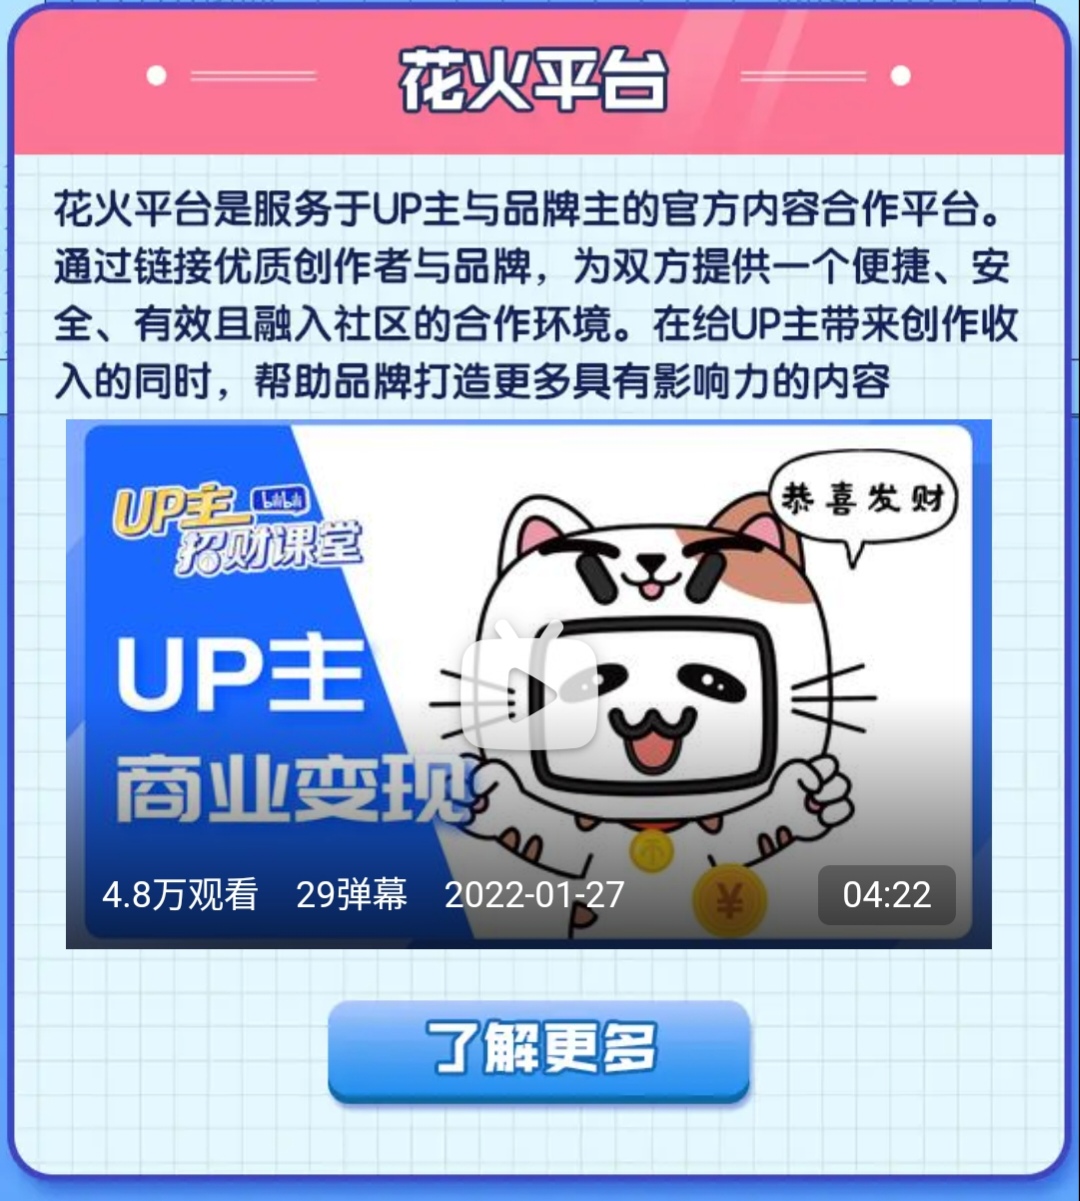 花火平台
花火平台是服务于UP主与品牌主的官方内容合作平台。
通过链接优质创作者与品牌，为双方提供一个便捷、安
全、有效且融入社区的合作环境。在给UP主带来创作收
入的同时，帮助品牌打造更多具有影响力的内容
UP主 bilibili
招财课堂
恭喜发财
UP主
商业变现
4.8万观看 29弹幕 2022-01-27 04:22
¥
了解更多